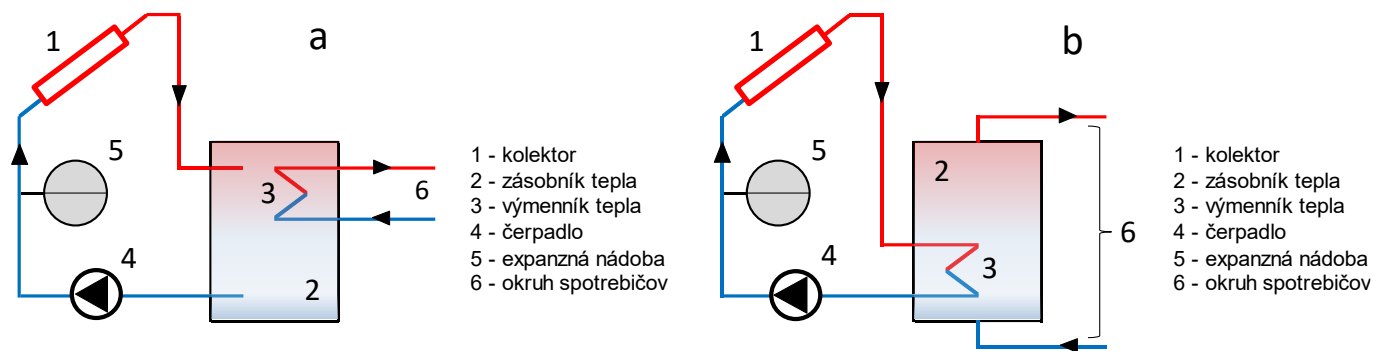 a
1
5
3
6
4
2
1 - kolektor
2 - zásobník tepla
3 - výmenník tepla
4 - čerpadlo
5 - expanzná nádoba
6 - okruh spotrebičov
b
1
5
2
6
4
3
1 - kolektor
2 - zásobník tepla
3 - výmenník tepla
4 - čerpadlo
5 - expanzná nádoba
6 - okruh spotrebičov